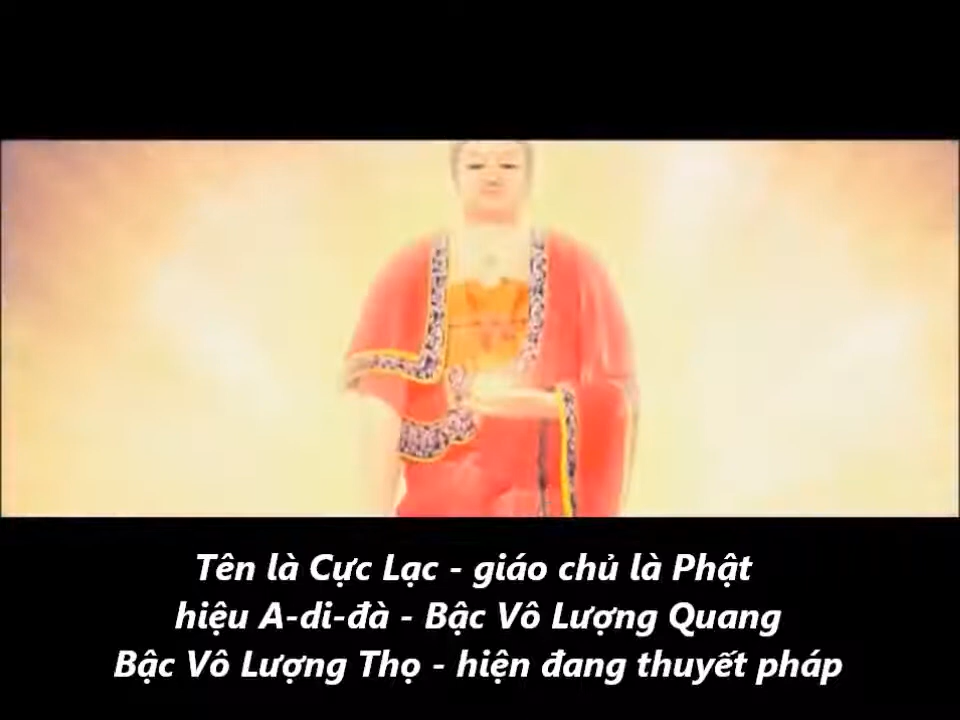 Tên là Cực Lạc - giáo chủ là Phật
hiệu A-di-đà - Bậc Vô Lượng Quang
Bậc Vô Lượng Thọ - hiện đang thuyết pháp